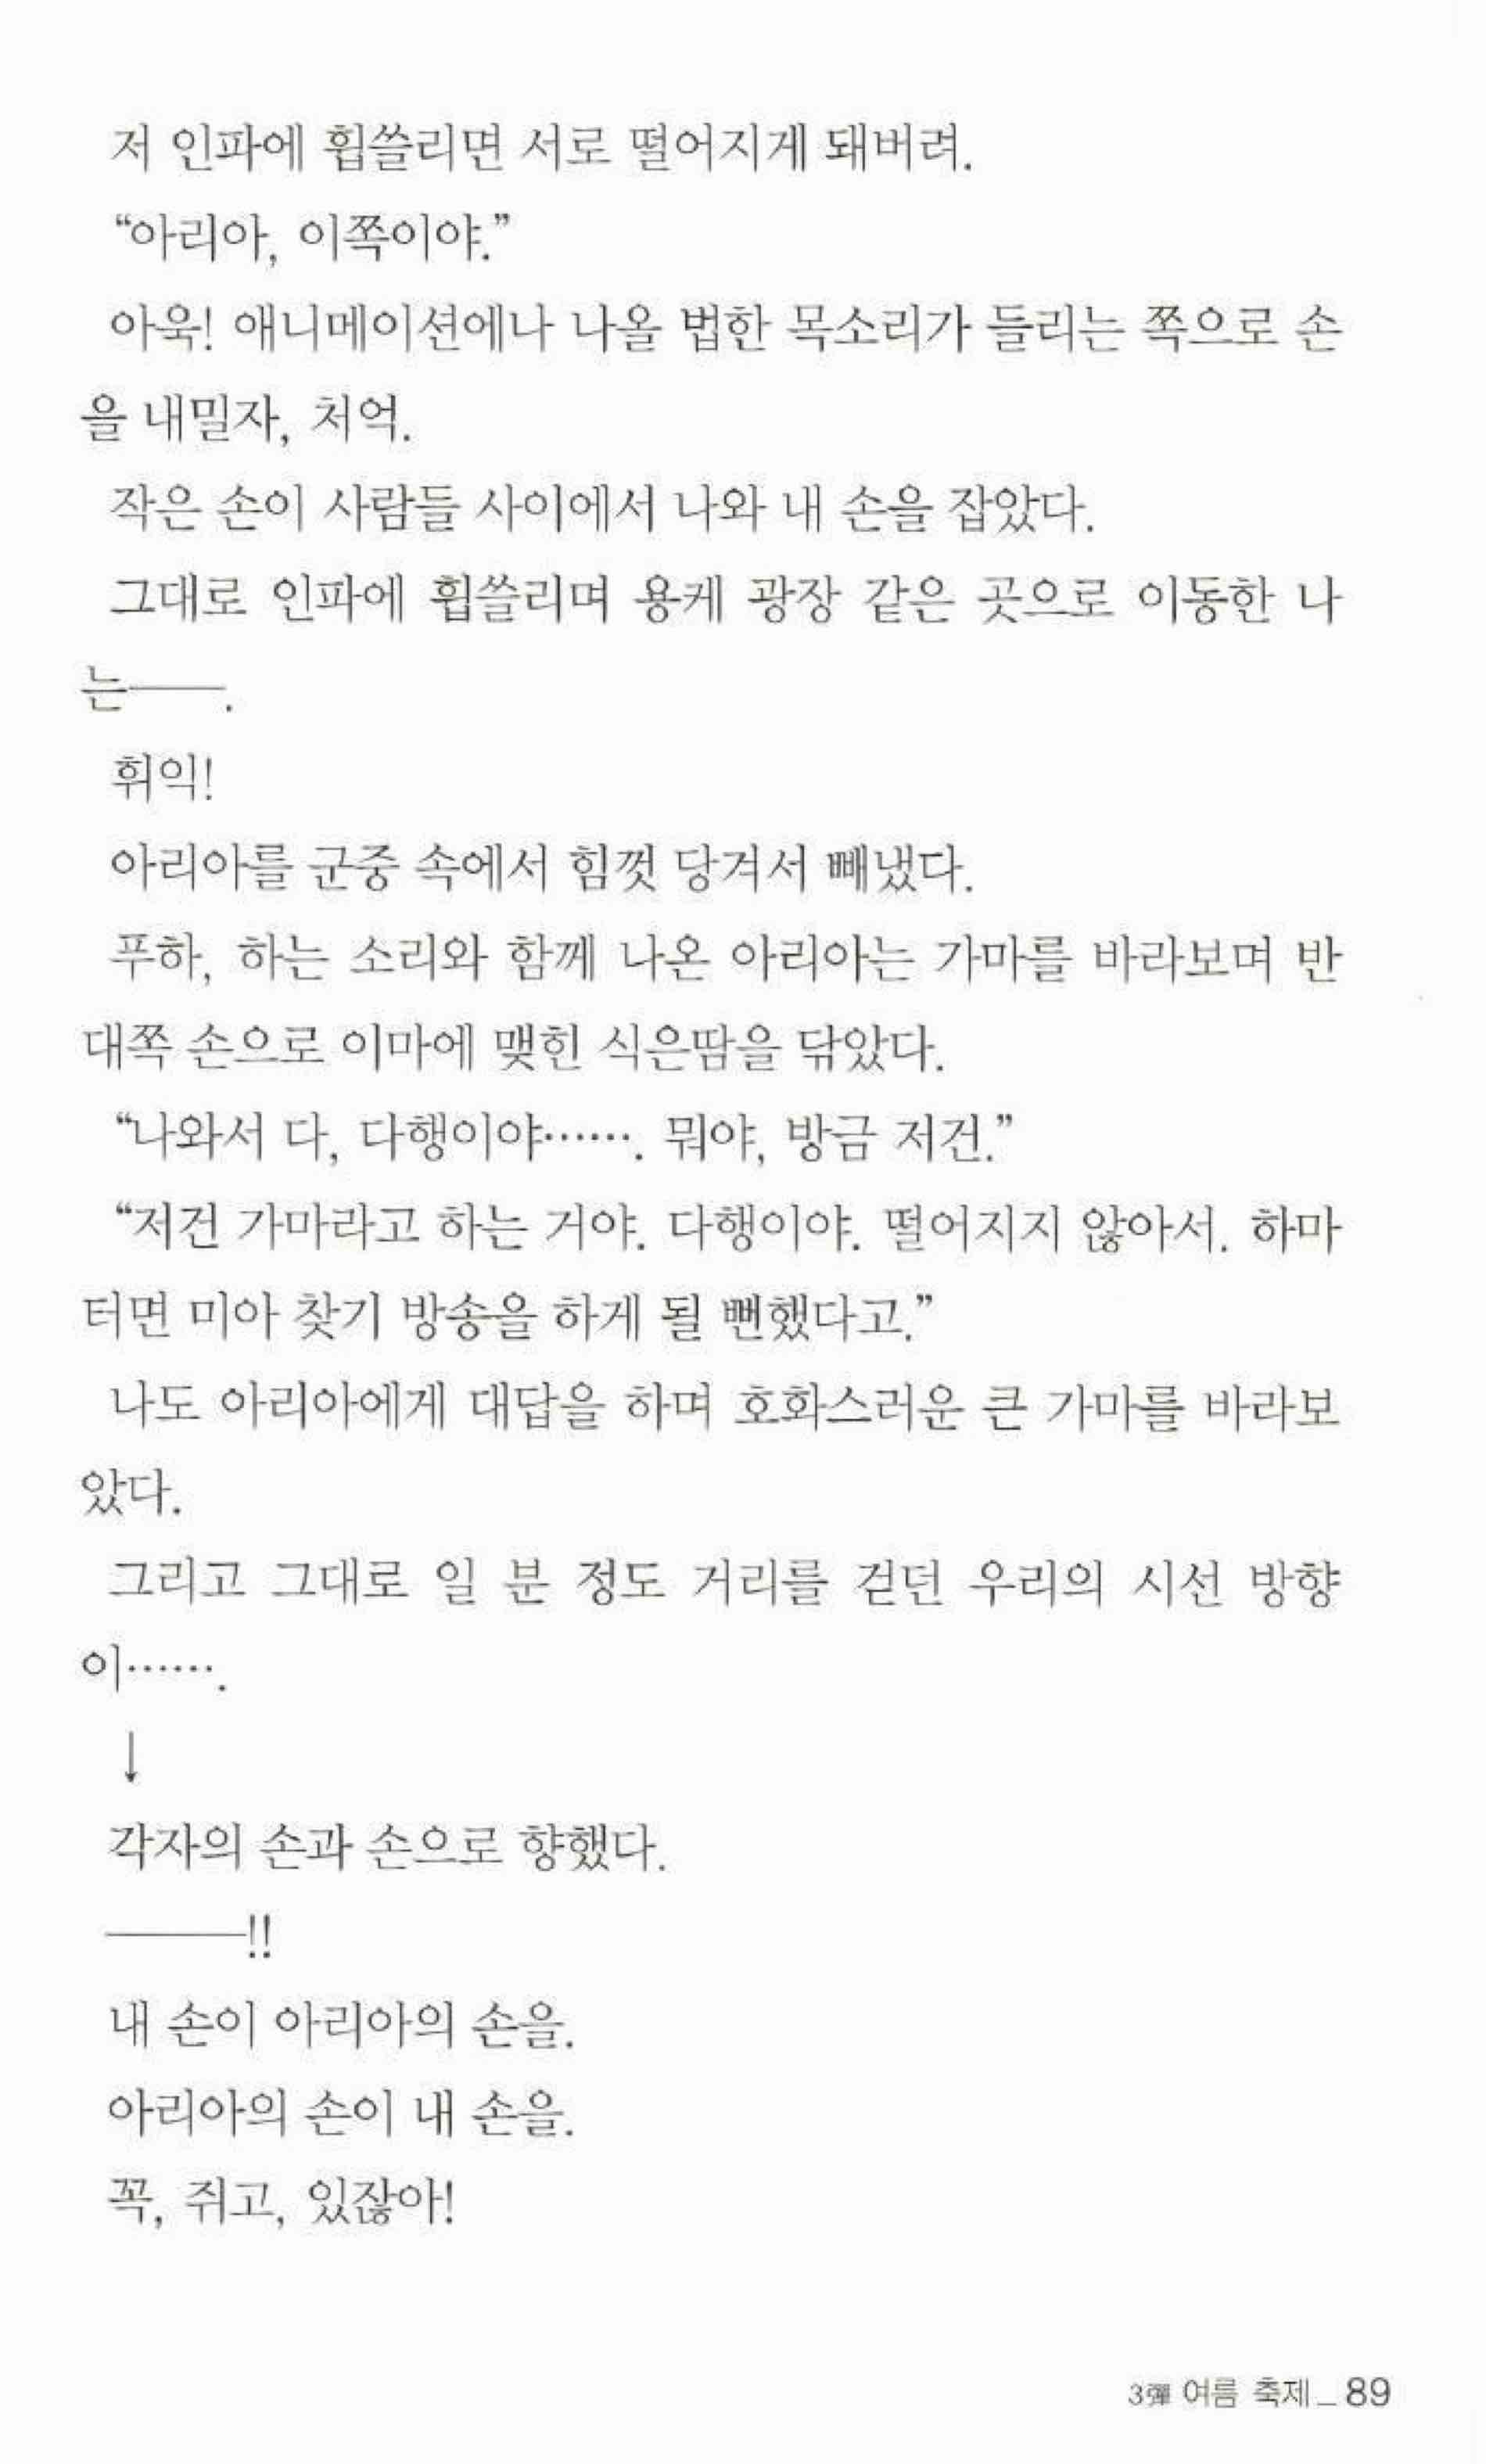 저 인파에 휩쓸리면 서로 떨어지게 돼버려.
“아리아, 이쪽이야.”
아욱! 애니메이션에나 나올 법한 목소리가 들리는 쪽으로 손
을 내밀자, 처억.
작은 손이 사람들 사이에서 나와 내 손을 잡았다.
그대로 인파에 휩쓸리며 용케 광장 같은 곳으로 이동한 나
는――.
휘익!
아리아를 군중 속에서 힘껏 당겨서 빼냈다.
푸하, 하는 소리와 함께 나온 아리아는 가마를 바라보며 반
대쪽 손으로 이마에 맺힌 식은땀을 닦았다.
“나와서 다, 다행이야……. 뭐야, 방금 저건.”
“저건 가마라고 하는 거야. 다행이야. 떨어지지 않아서. 하마
터면 미아 찾기 방송을 하게 될 뻔했다고.”
나도 아리아에게 대답을 하며 호화스러운 큰 가마를 바라보
았다.
그리고 그대로 일 분 정도 거리를 걷던 우리의 시선 방향
이…….
↓
각자의 손과 손으로 향했다.
―――!!
내 손이 아리아의 손을.
아리아의 손이 내 손을.
꼭, 쥐고, 있잖아!
3彈 여름 축제_89